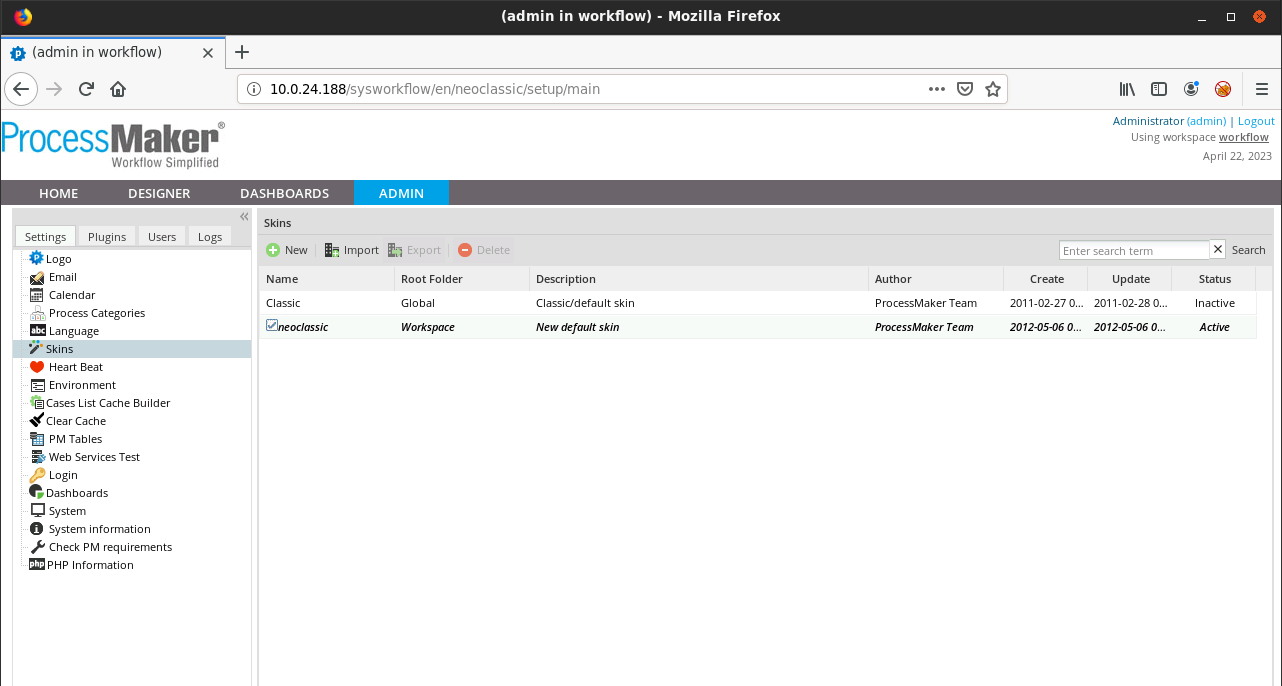 (admin in workflow) - Mozilla Firefox
(admin in workflow)
10.0.24.188/sysworkflow/en/neoclassic/setup/main
ProcessMaker®
Workflow Simplified
Administrator (admin) | Logout
Using workspace workflow
April 22, 2023
HOME DESIGNER DASHBOARDS ADMIN
Settings Plugins Users Logs
Logo
Email
Calendar
Process Categories
abc Language
Skins
Heart Beat
Environment
Cases List Cache Builder
Clear Cache
PM Tables
Web Services Test
Login
Dashboards
System
System information
Check PM requirements
php PHP Information
Skins
New Import Export Delete Enter search term Search
Name Root Folder Description Author Create Update Status
Classic Global Classic/default skin ProcessMaker Team 2011-02-27 0... 2011-02-28 0... Inactive
neoclassic Workspace New default skin ProcessMaker Team 2012-05-06 0... 2012-05-06 0... Active